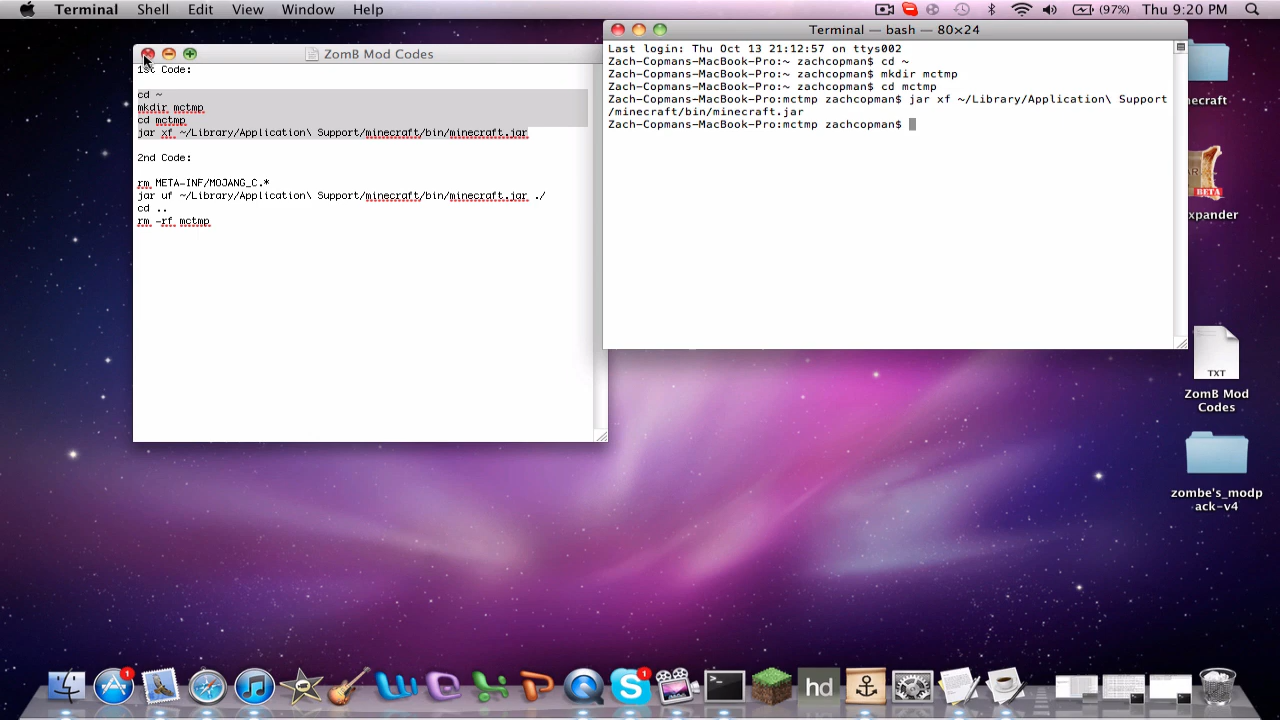 Terminal Shell Edit View Window Help (97%) Thu 9:20 PM
ZomB Mod Codes
1st Code:
cd ~
mkdir mctmp
cd mctmp
jar xf ~/Library/Application\ Support/minecraft/bin/minecraft.jar
2nd Code:
rm META-INF/MOJANG_C.*
jar uf ~/Library/Application\ Support/minecraft/bin/minecraft.jar ./
cd ..
rm -rf mctmp
Terminal — bash — 80×24
Last login: Thu Oct 13 21:12:57 on ttys002
Zach-Copmans-MacBook-Pro:~ zachcopman$ cd ~
Zach-Copmans-MacBook-Pro:~ zachcopman$ mkdir mctmp
Zach-Copmans-MacBook-Pro:~ zachcopman$ cd mctmp
Zach-Copmans-MacBook-Pro:mctmp zachcopman$ jar xf ~/Library/Application\ Support
/minecraft/bin/minecraft.jar
Zach-Copmans-MacBook-Pro:mctmp zachcopman$
necraft
BETA
xpander
TXT
ZomB Mod
Codes
zombe's_modp
ack-v4
1
1
hd